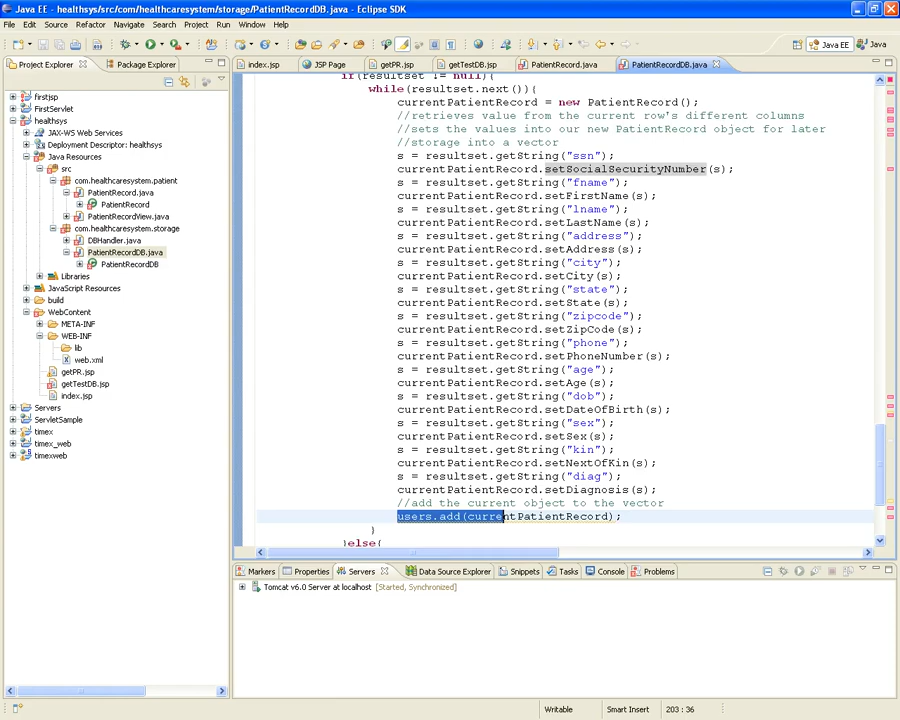 Java EE - healthsys/src/com/healthcaresystem/storage/PatientRecordDB.java - Eclipse SDK
File Edit Source Refactor Navigate Search Project Run Window Help
Java EE Java
Project Explorer Package Explorer
index.jsp JSP Page getPR.jsp getTestDB.jsp PatientRecord.java PatientRecordDB.java
firstjsp
FirstServlet
healthsys
JAX-WS Web Services
Deployment Descriptor: healthsys
Java Resources
src
com.healthcaresystem.patient
PatientRecord.java
PatientRecord
PatientRecordView.java
com.healthcaresystem.storage
DBHandler.java
PatientRecordDB.java
PatientRecordDB
Libraries
JavaScript Resources
build
WebContent
META-INF
WEB-INF
lib
web.xml
getPR.jsp
getTestDB.jsp
index.jsp
Servers
ServletSample
timex
timex_web
timexweb
if(resultset != null){
while(resultset.next()){
currentPatientRecord = new PatientRecord();
//retrieves value from the current row's different columns
//sets the values into our new PatientRecord object for later
//storage into a vector
s = resultset.getString("ssn");
currentPatientRecord.setSocialSecurityNumber(s);
s = resultset.getString("fname");
currentPatientRecord.setFirstName(s);
s = resultset.getString("lname");
currentPatientRecord.setLastName(s);
s = resultset.getString("address");
currentPatientRecord.setAddress(s);
s = resultset.getString("city");
currentPatientRecord.setCity(s);
s = resultset.getString("state");
currentPatientRecord.setState(s);
s = resultset.getString("zipcode");
currentPatientRecord.setZipCode(s);
s = resultset.getString("phone");
currentPatientRecord.setPhoneNumber(s);
s = resultset.getString("age");
currentPatientRecord.setAge(s);
s = resultset.getString("dob");
currentPatientRecord.setDateOfBirth(s);
s = resultset.getString("sex");
currentPatientRecord.setSex(s);
s = resultset.getString("kin");
currentPatientRecord.setNextOfKin(s);
s = resultset.getString("diag");
currentPatientRecord.setDiagnosis(s);
//add the current object to the vector
users.add(currentPatientRecord);
}
}else{
Markers Properties Servers Data Source Explorer Snippets Tasks Console Problems
Tomcat v6.0 Server at localhost [Started, Synchronized]
Writable Smart Insert 203 : 36